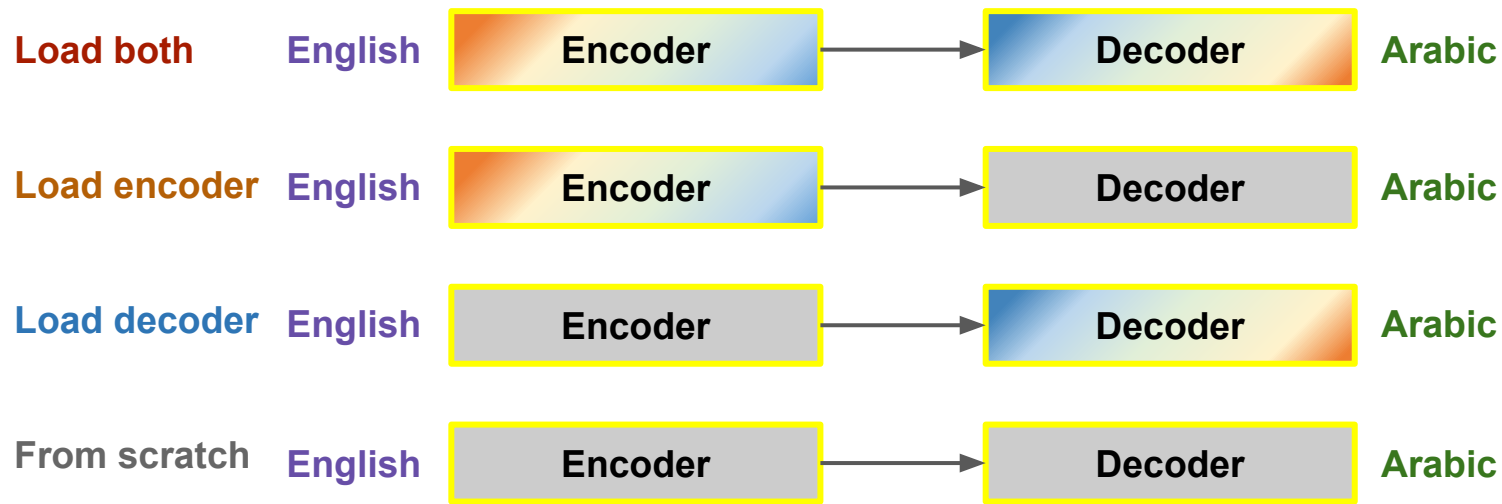 Load both English Encoder Decoder Arabic
Load encoder English Encoder Decoder Arabic
Load decoder English Encoder Decoder Arabic
From scratch English Encoder Decoder Arabic